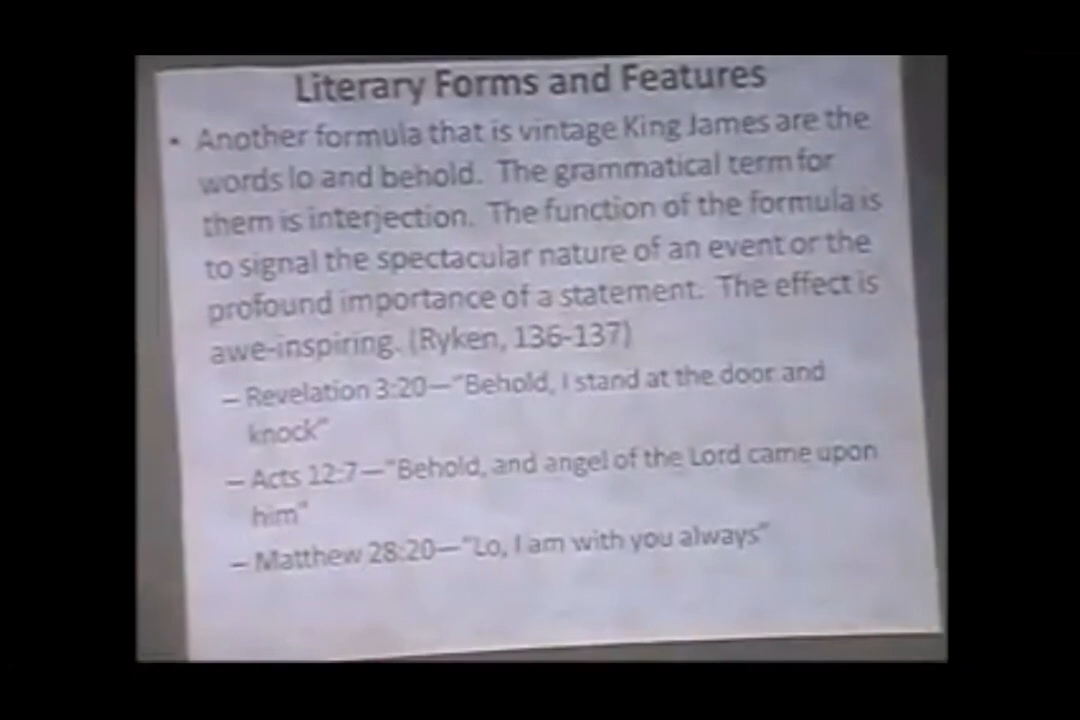 Literary Forms and Features
• Another formula that is vintage King James are the
words lo and behold. The grammatical term for
them is interjection. The function of the formula is
to signal the spectacular nature of an event or the
profound importance of a statement. The effect is
awe-inspiring. (Ryken, 136-137)
– Revelation 3:20—"Behold, I stand at the door and
knock"
– Acts 12:7—"Behold, and angel of the Lord came upon
him"
– Matthew 28:20—"Lo, I am with you always"